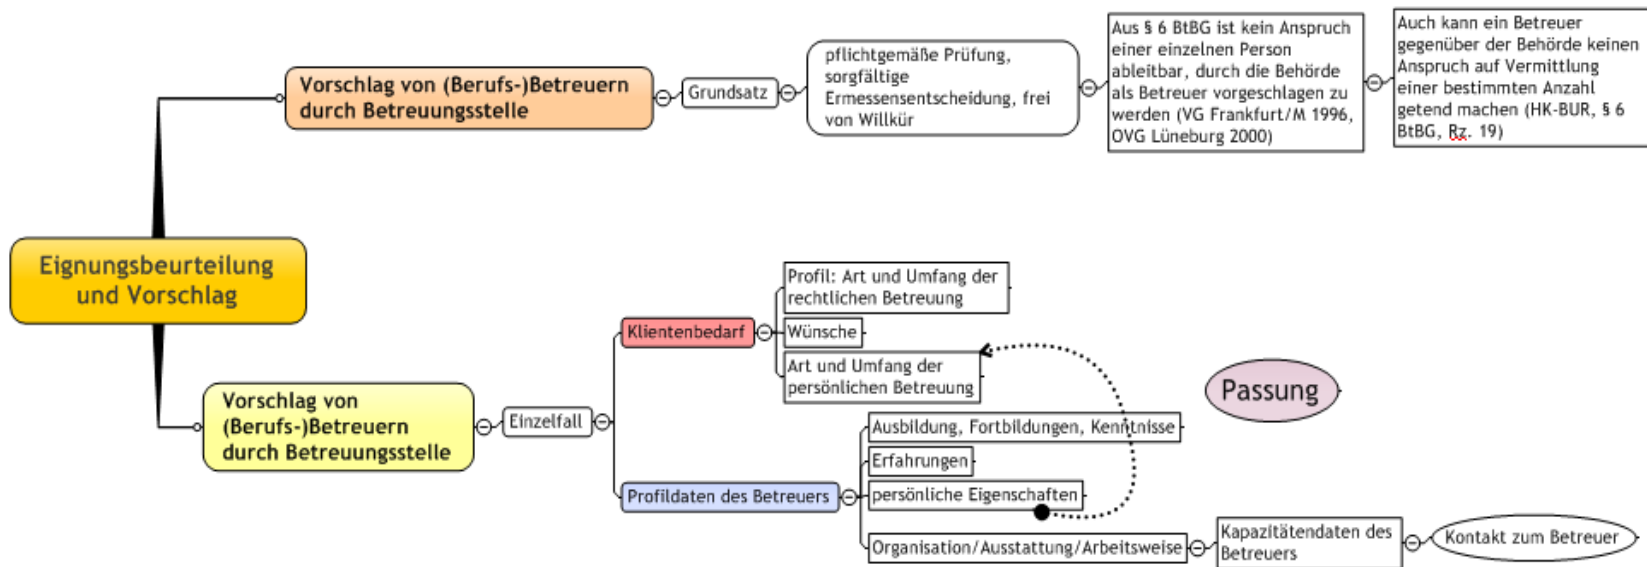 Eignungsbeurteilung
und Vorschlag
Vorschlag von (Berufs-)Betreuern
durch Betreuungsstelle
Grundsatz
pflichtgemäße Prüfung,
sorgfältige
Ermessensentscheidung, frei
von Willkür
Aus § 6 BtBG ist kein Anspruch
einer einzelnen Person
ableitbar, durch die Behörde
als Betreuer vorgeschlagen zu
werden (VG Frankfurt/M 1996,
OVG Lüneburg 2000)
Auch kann ein Betreuer
gegenüber der Behörde keinen
Anspruch auf Vermittlung
einer bestimmten Anzahl
getend machen (HK-BUR, § 6
BtBG, Rz. 19)
Vorschlag von
(Berufs-)Betreuern
durch Betreuungsstelle
Einzelfall
Klientenbedarf
Profil: Art und Umfang der
rechtlichen Betreuung
Wünsche
Art und Umfang der
persönlichen Betreuung
Passung
Profildaten des Betreuers
Ausbildung, Fortbildungen, Kenntnisse
Erfahrungen
persönliche Eigenschaften
Organisation/Ausstattung/Arbeitsweise
Kapazitätendaten des
Betreuers
Kontakt zum Betreuer